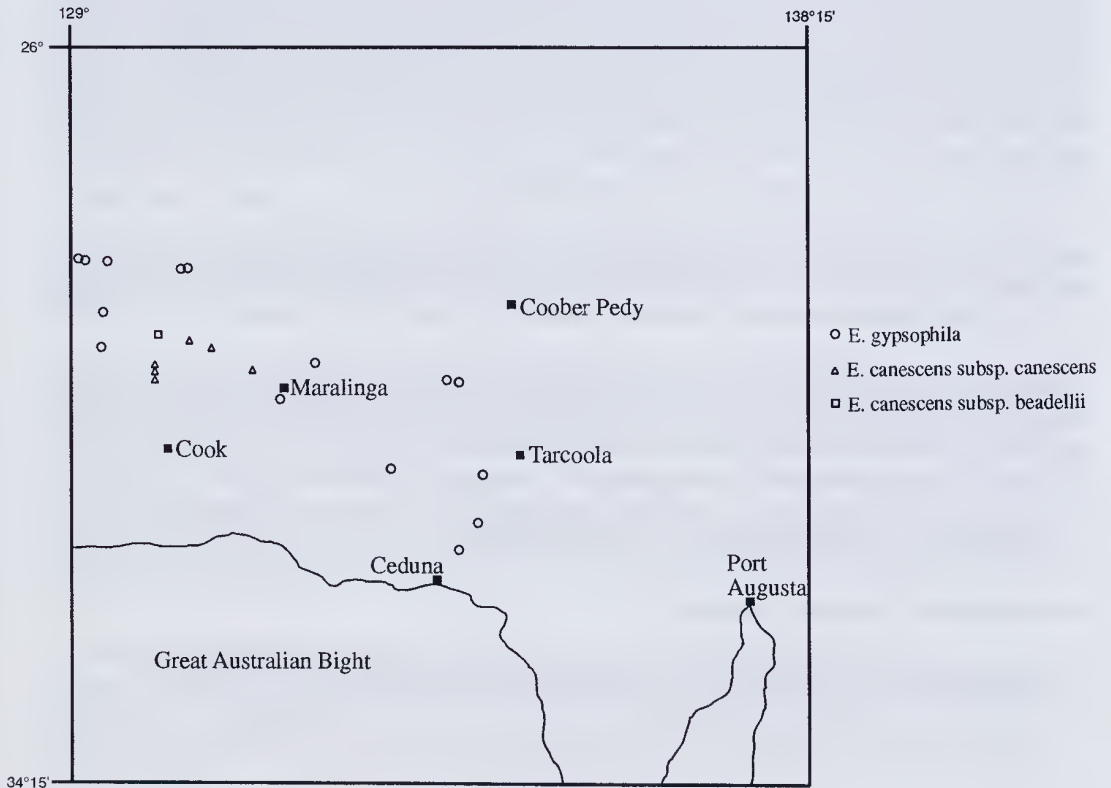 129°
138°15'
26°
Coober Pedy
E. gypsophila
E. canescens subsp. canescens
E. canescens subsp. beadellii
Maralinga
Cook
Tarcoola
Ceduna
Port
Augusta
Great Australian Bight
34°15'